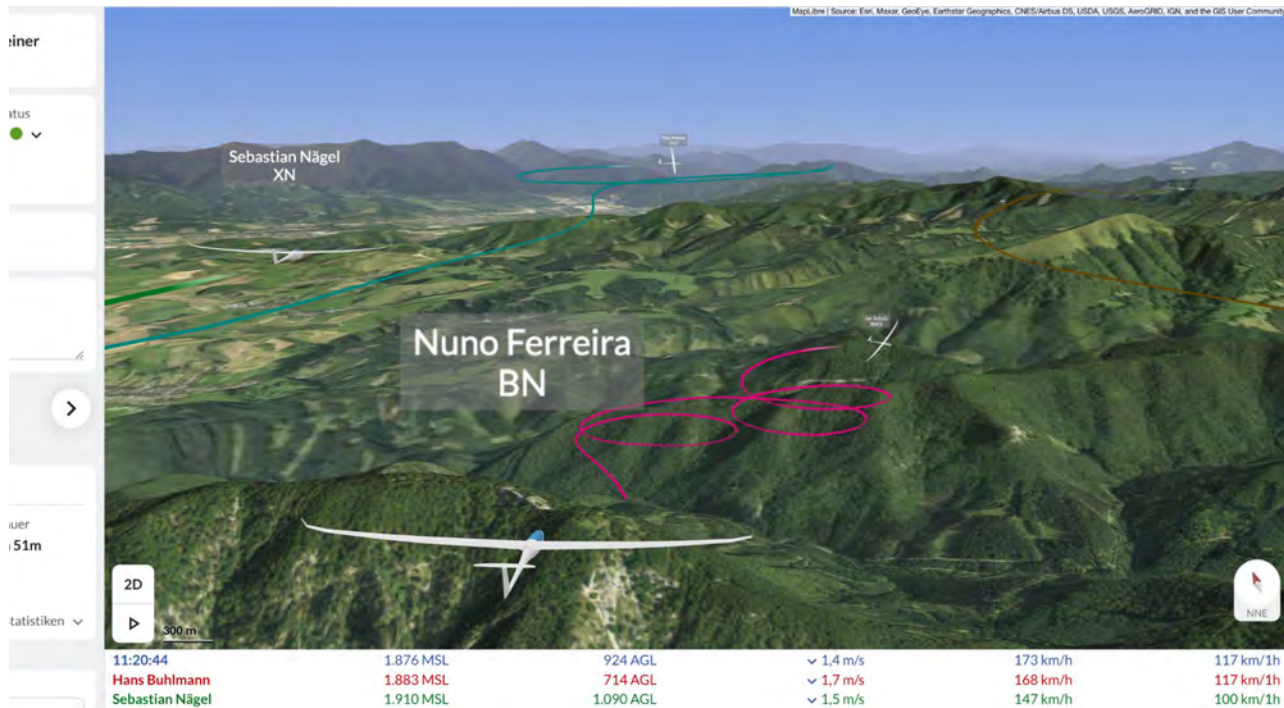 MapLibre | Source: Esri, Maxar, GeoEye, Earthstar Geographics, CNES/Airbus DS, USDA, USGS, AeroGRID, IGN, and the GIS User Community
einer
atus
Sebastian Nägel
XN
Nuno Ferreira
BN
uer
51m
tatistiken
2D
300 m
NNE
11:20:44 1.876 MSL 924 AGL 1,4 m/s 173 km/h 117 km/1h
Hans Buhlmann 1.883 MSL 714 AGL 1,7 m/s 168 km/h 117 km/1h
Sebastian Nägel 1.910 MSL 1.090 AGL 1,5 m/s 147 km/h 100 km/1h